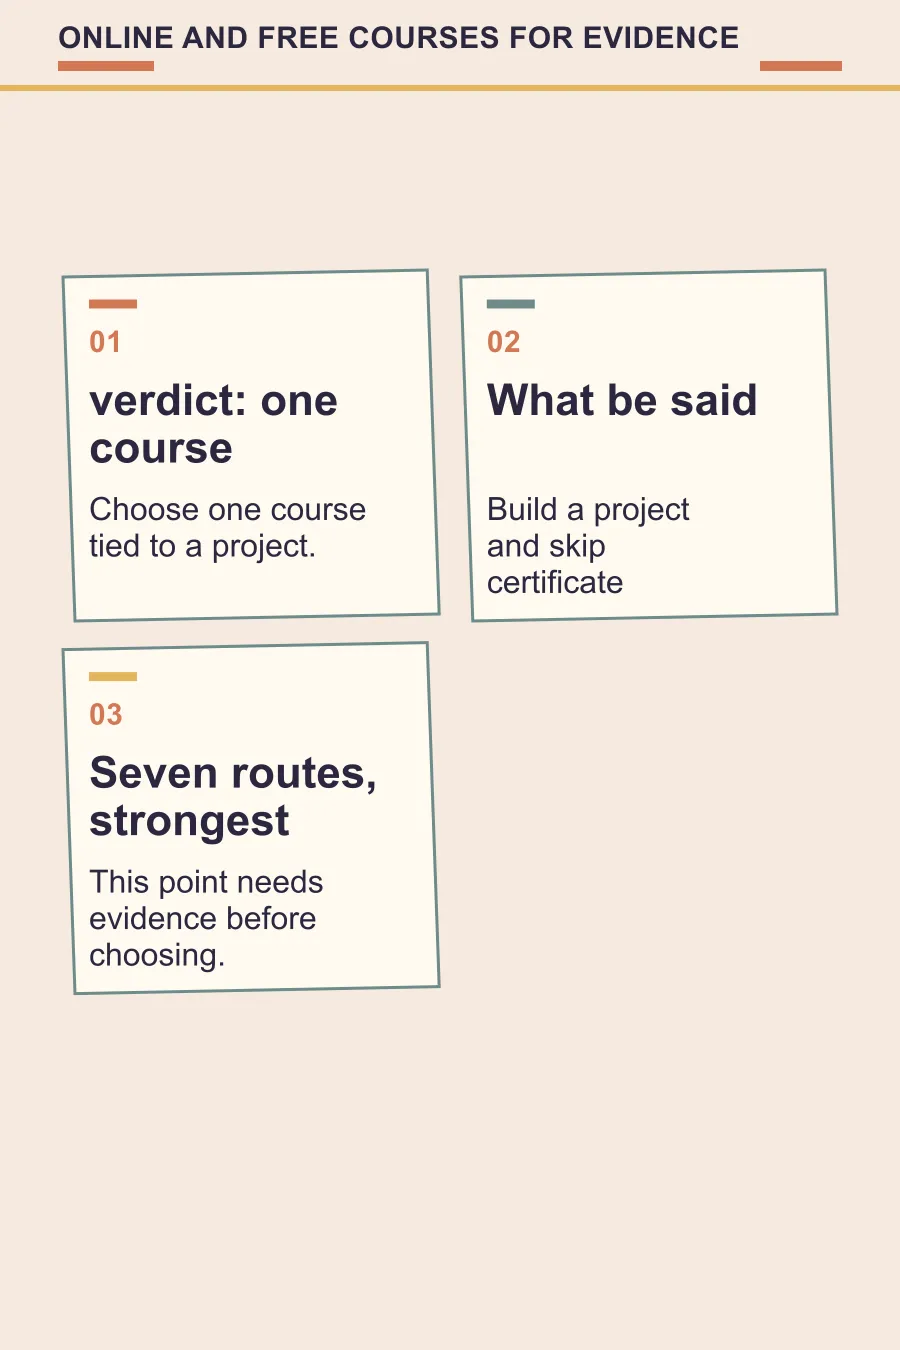 ONLINE AND FREE COURSES FOR EVIDENCE
01
verdict: one
course
Choose one course
tied to a project.
02
What be said
Build a project
and skip
certificate
03
Seven routes,
strongest
This point needs
evidence before
choosing.